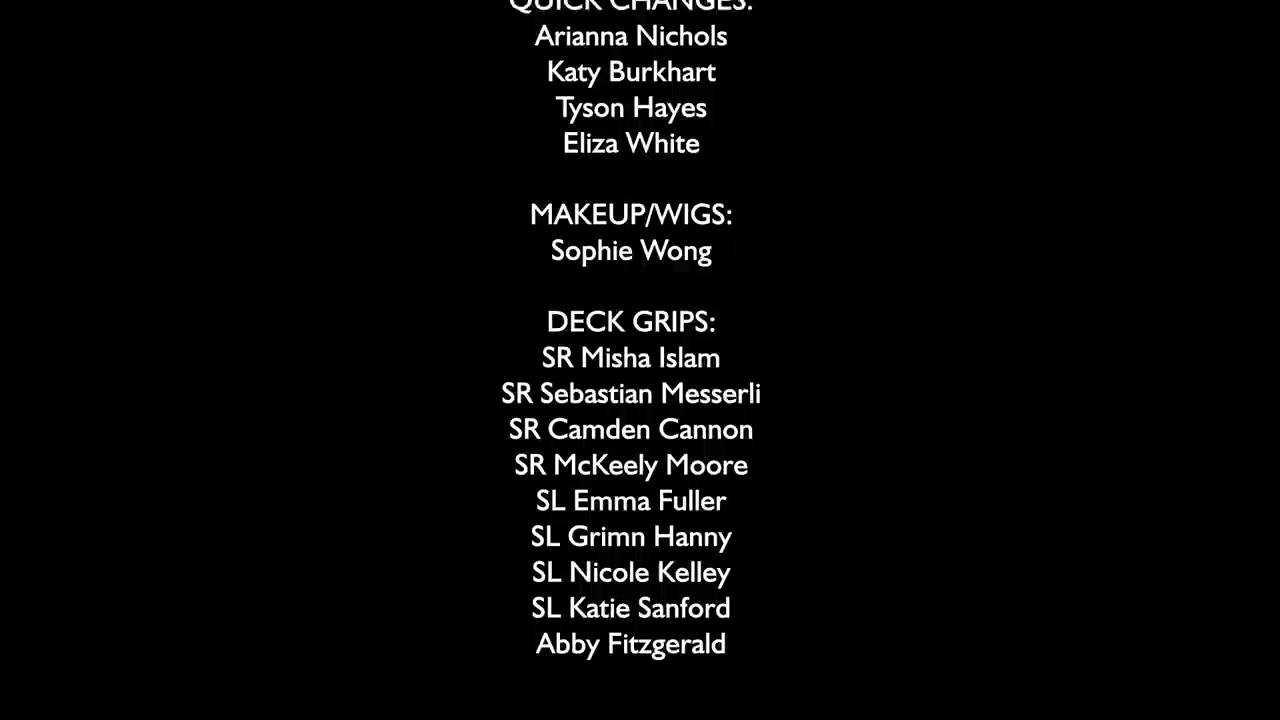 QUICK CHANGES:
Arianna Nichols
Katy Burkhart
Tyson Hayes
Eliza White
MAKEUP/WIGS:
Sophie Wong
DECK GRIPS:
SR Misha Islam
SR Sebastian Messerli
SR Camden Cannon
SR McKeely Moore
SL Emma Fuller
SL Grimn Hanny
SL Nicole Kelley
SL Katie Sanford
Abby Fitzgerald